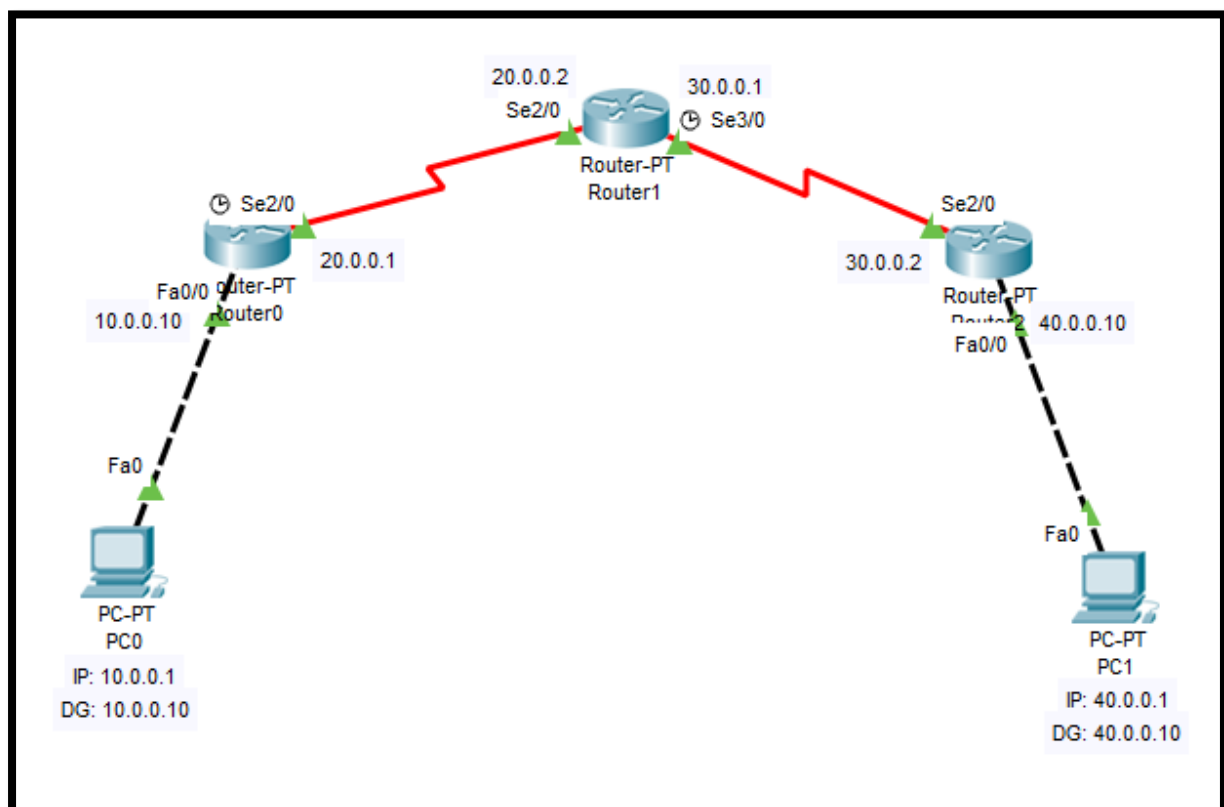 20.0.0.2
30.0.0.1
Se2/0
Se3/0
Router-PT
Router1
Se2/0
Se2/0
20.0.0.1
30.0.0.2
outer-PT
Router0
Fa0/0
10.0.0.10
Router-PT
Router2
40.0.0.10
Fa0/0
Fa0
Fa0
PC-PT
PC0
IP: 10.0.0.1
DG: 10.0.0.10
PC-PT
PC1
IP: 40.0.0.1
DG: 40.0.0.10